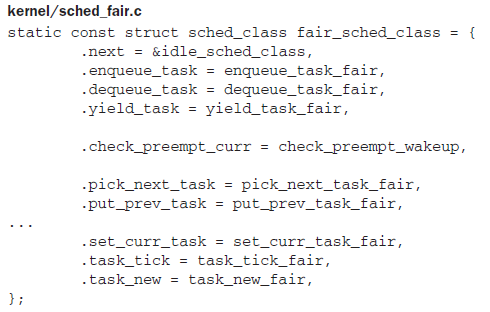 kernel/sched_fair.c
static const struct sched_class fair_sched_class = {
        .next = &idle_sched_class,
        .enqueue_task = enqueue_task_fair,
        .dequeue_task = dequeue_task_fair,
        .yield_task = yield_task_fair,

        .check_preempt_curr = check_preempt_wakeup,

        .pick_next_task = pick_next_task_fair,
        .put_prev_task = put_prev_task_fair,
...
        .set_curr_task = set_curr_task_fair,
        .task_tick = task_tick_fair,
        .task_new = task_new_fair,
};